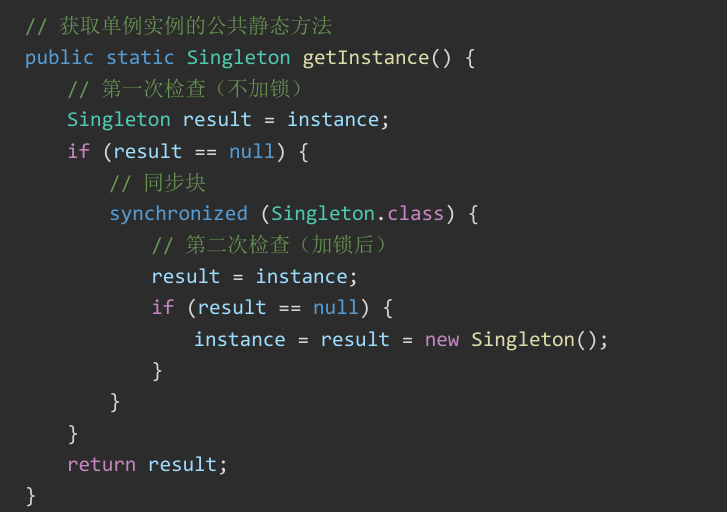 // 获取单例实例的公共静态方法
public static Singleton getInstance() {
    // 第一次检查（不加锁）
    Singleton result = instance;
    if (result == null) {
        // 同步块
        synchronized (Singleton.class) {
            // 第二次检查（加锁后）
            result = instance;
            if (result == null) {
                instance = result = new Singleton();
            }
        }
    }
    return result;
}